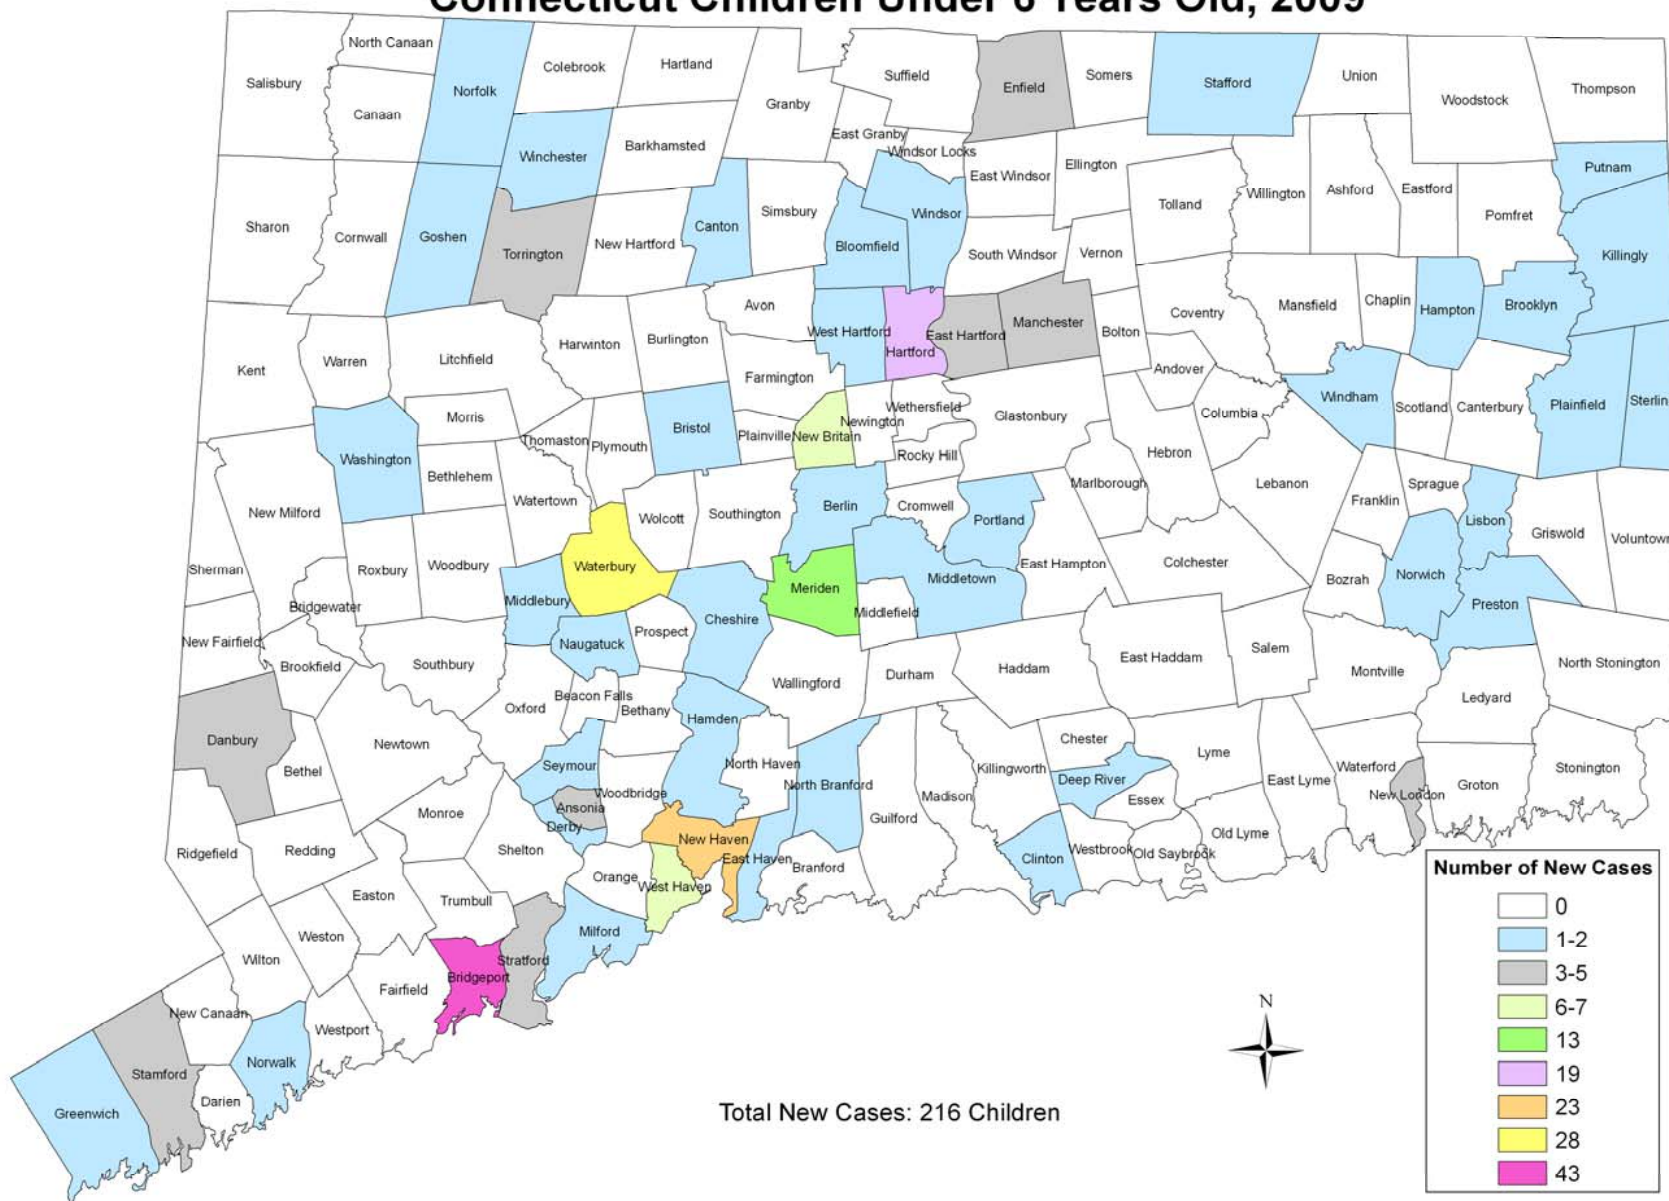 Connecticut Children Under 6 Years Old, 2009
North Canaan
Salisbury
Canaan
Norfolk
Colebrook
Hartland
Granby
Suffield
Enfield
Somers
Stafford
Union
Woodstock
Thompson
Winchester
Barkhamsted
East Granby
Windsor Locks
East Windsor
Ellington
Willington
Ashford
Eastford
Pomfret
Putnam
Sharon
Cornwall
Goshen
Torrington
New Hartford
Canton
Simsbury
Bloomfield
Windsor
South Windsor
Vernon
Tolland
Killingly
Avon
West Hartford
Hartford
East Hartford
Manchester
Bolton
Coventry
Mansfield
Chaplin
Hampton
Brooklyn
Kent
Warren
Litchfield
Harwinton
Burlington
Farmington
Andover
Columbia
Windham
Scotland
Canterbury
Plainfield
Sterlin
Morris
Washington
Bethlehem
Thomaston
Plymouth
Bristol
Plainville
New Britain
Newington
Wethersfield
Rocky Hill
Glastonbury
Hebron
Marlborough
Lebanon
Franklin
Sprague
Lisbon
Griswold
Voluntow
New Milford
Watertown
Wolcott
Southington
Berlin
Cromwell
Portland
East Hampton
Colchester
Bozrah
Norwich
Preston
Sherman
Roxbury
Woodbury
Bridgewater
Waterbury
Middlebury
Naugatuck
Prospect
Cheshire
Meriden
Middlefield
Middletown
New Fairfield
Brookfield
Southbury
Oxford
Beacon Falls
Bethany
Wallingford
Durham
Haddam
East Haddam
Salem
Montville
Ledyard
North Stonington
Danbury
Bethel
Newtown
Seymour
Woodbridge
Hamden
North Haven
North Branford
Guilford
Madison
Killingworth
Chester
Deep River
Essex
Lyme
East Lyme
Waterford
New London
Groton
Stonington
Ridgefield
Redding
Monroe
Shelton
Ansonia
Derby
Orange
New Haven
West Haven
East Haven
Branford
Clinton
Westbrook
Old Saybrook
Old Lyme
Easton
Trumbull
Weston
Wilton
Fairfield
Bridgeport
Stratford
Milford
New Canaan
Westport
Norwalk
Stamford
Darien
Greenwich
N
Total New Cases: 216 Children
Number of New Cases
0
1-2
3-5
6-7
13
19
23
28
43